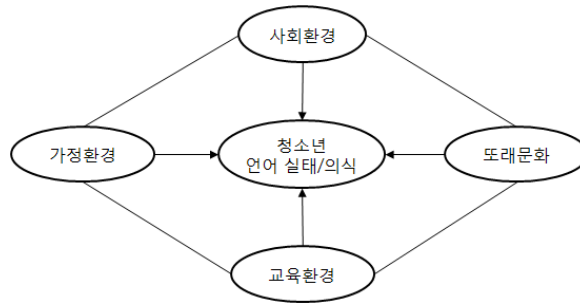 사회환경
가정환경
청소년
언어 실태/의식
또래문화
교육환경